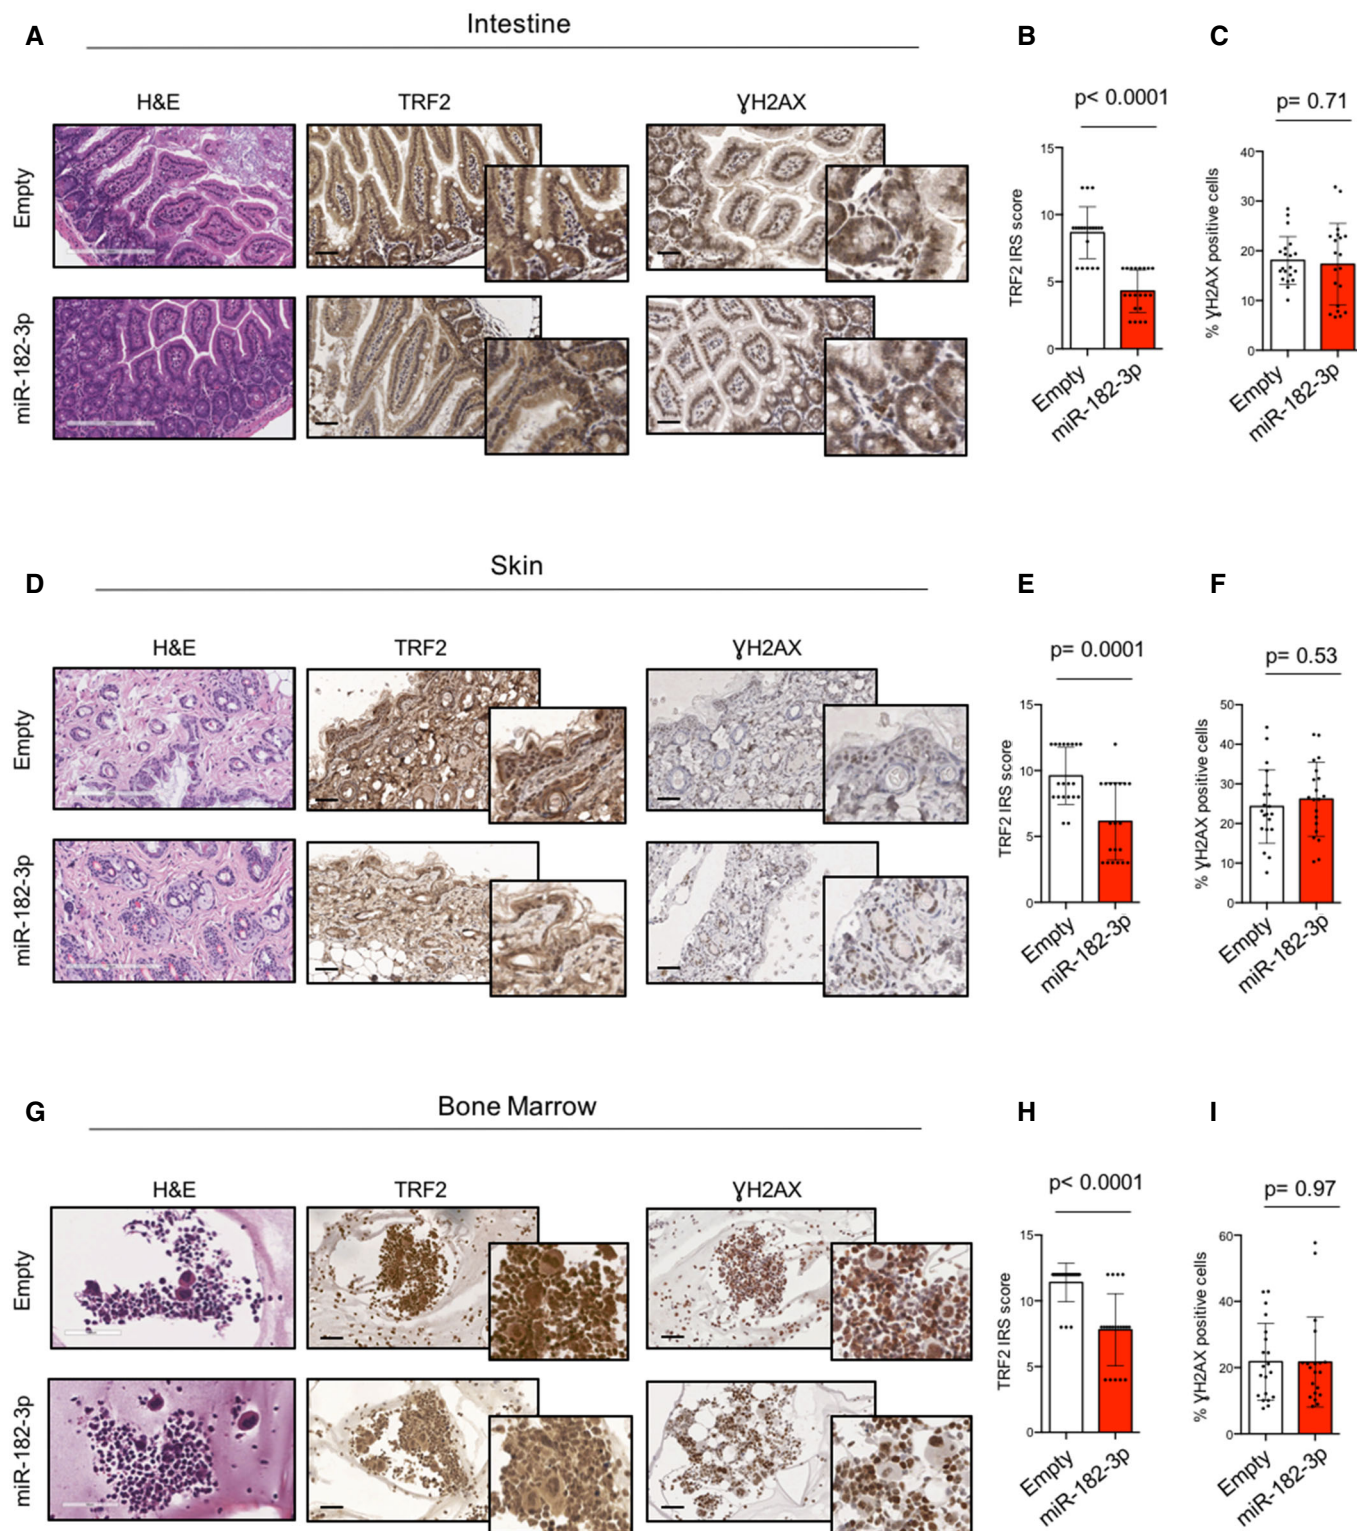 A
Intestine
H&E
TRF2
ɣH2AX
Empty
miR-182-3p
B
p< 0.0001
TRF2 IRS score
15
10
5
0
Empty
miR-182-3p
C
p= 0.71
% ɣH2AX positive cells
40
30
20
10
0
Empty
miR-182-3p
D
Skin
H&E
TRF2
ɣH2AX
Empty
miR-182-3p
E
p= 0.0001
TRF2 IRS score
15
10
5
0
Empty
miR-182-3p
F
p= 0.53
% ɣH2AX positive cells
50
40
30
20
10
0
Empty
miR-182-3p
G
Bone Marrow
H&E
TRF2
ɣH2AX
Empty
miR-182-3p
H
p< 0.0001
TRF2 IRS score
15
10
5
0
Empty
miR-182-3p
I
p= 0.97
% ɣH2AX positive cells
60
40
20
0
Empty
miR-182-3p